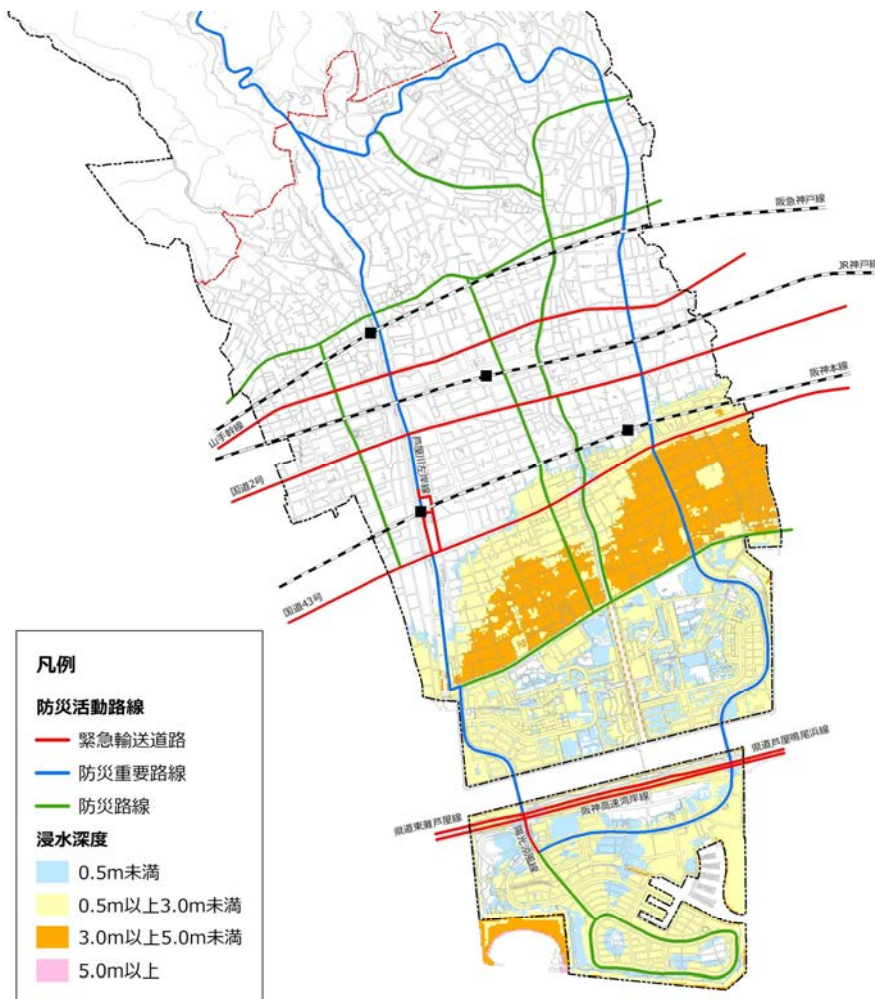 阪急神戸線
JR神戸線
阪神本線
山手幹線
国道2号
芦屋川左岸線
国道43号
県道芦屋鳴尾浜線
阪神高速湾岸線
県道東灘芦屋線
陽光涼風線
凡例
防災活動路線
緊急輸送道路
防災重要路線
防災路線
浸水深度
0.5m未満
0.5m以上3.0m未満
3.0m以上5.0m未満
5.0m以上